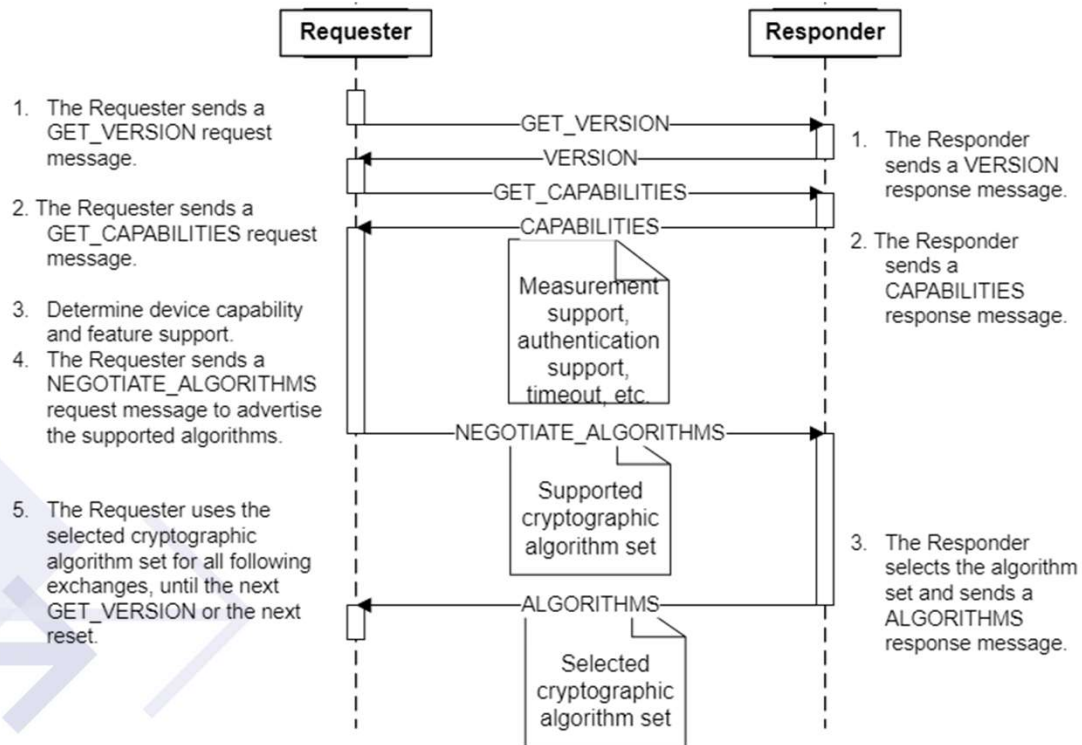 Requester
Responder
1. The Requester sends a
GET_VERSION request
message.
GET_VERSION
VERSION
1. The Responder
sends a VERSION
response message.
2. The Requester sends a
GET_CAPABILITIES request
message.
GET_CAPABILITIES
CAPABILITIES
2. The Responder
sends a
CAPABILITIES
response message.
Measurement
support,
authentication
support,
timeout, etc.
3. Determine device capability
and feature support.
4. The Requester sends a
NEGOTIATE_ALGORITHMS
request message to advertise
the supported algorithms.
NEGOTIATE_ALGORITHMS
Supported
cryptographic
algorithm set
5. The Requester uses the
selected cryptographic
algorithm set for all following
exchanges, until the next
GET_VERSION or the next
reset.
3. The Responder
selects the algorithm
set and sends a
ALGORITHMS
response message.
ALGORITHMS
Selected
cryptographic
algorithm set